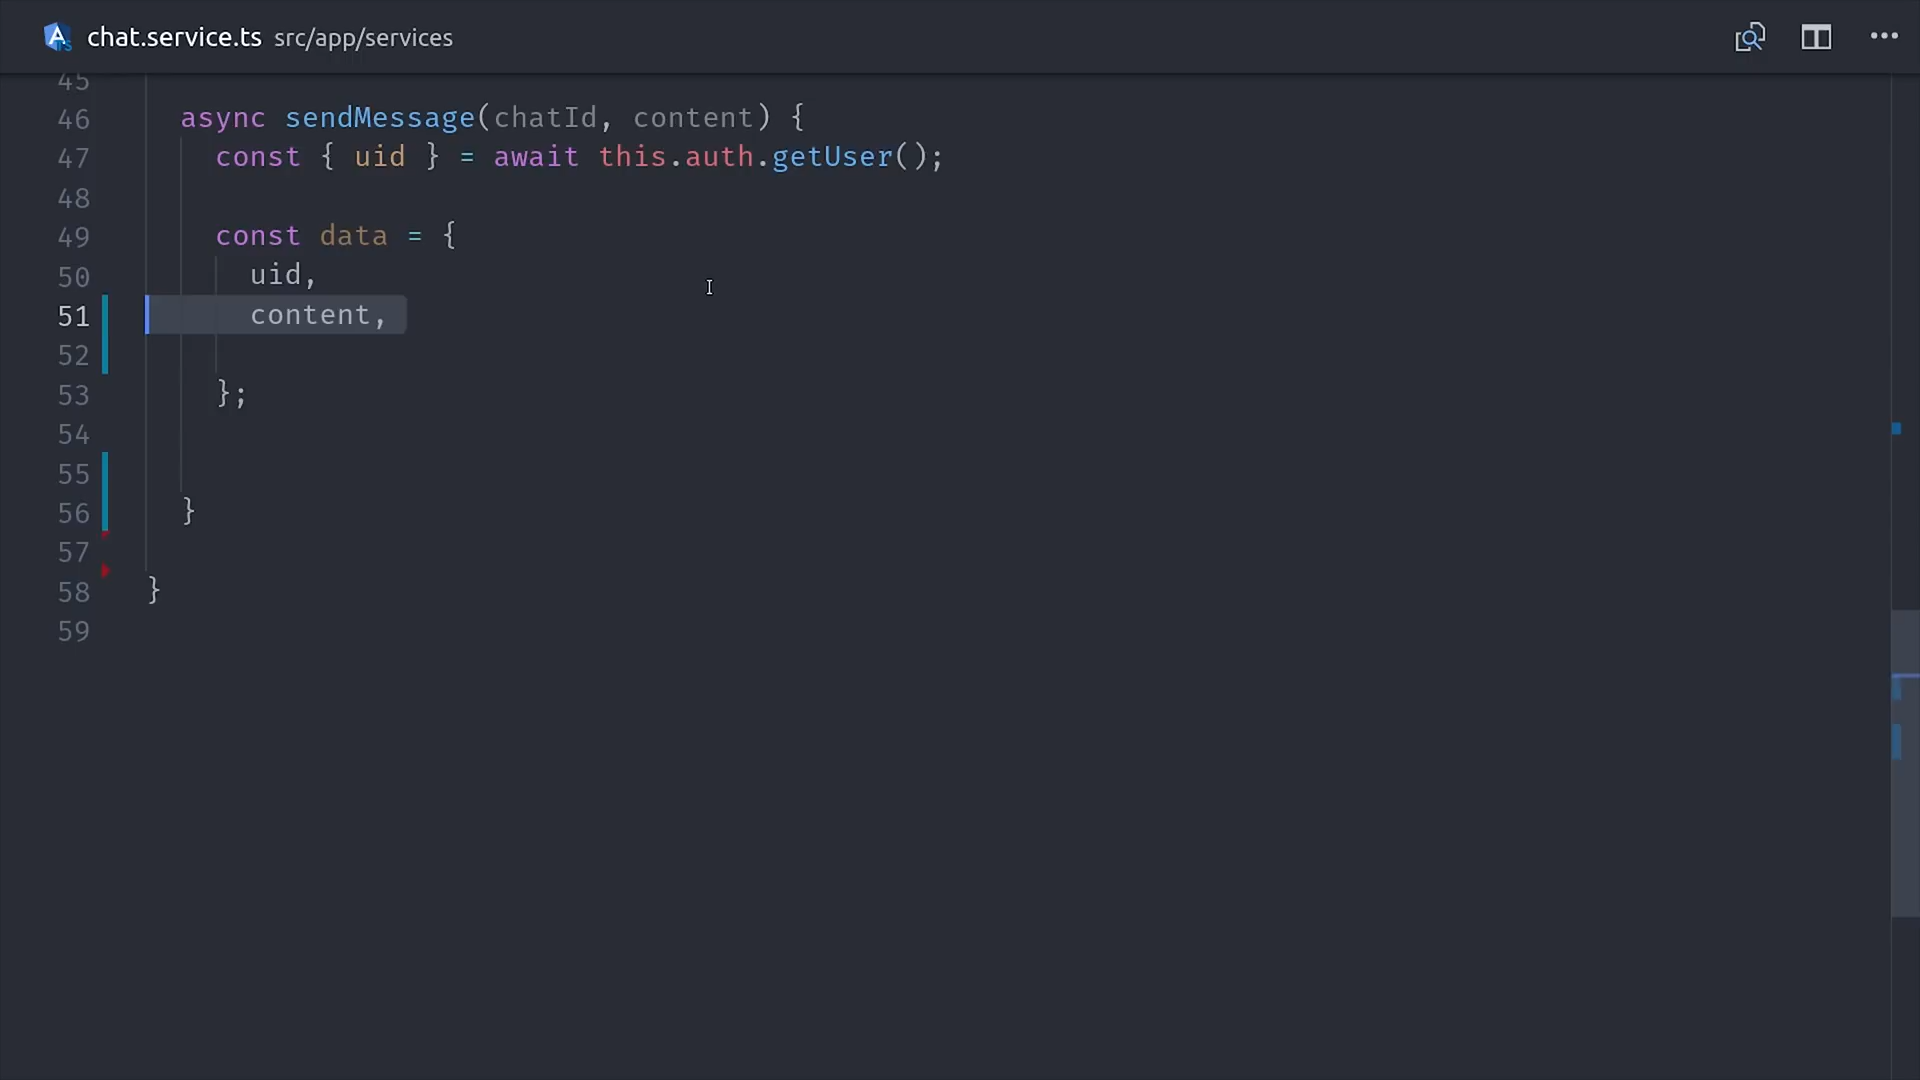 chat.service.ts src/app/services
45
46 async sendMessage(chatId, content) {
47 const { uid } = await this.auth.getUser();
48
49 const data = {
50 uid,
51 content,
52
53 };
54
55
56 }
57
58 }
59